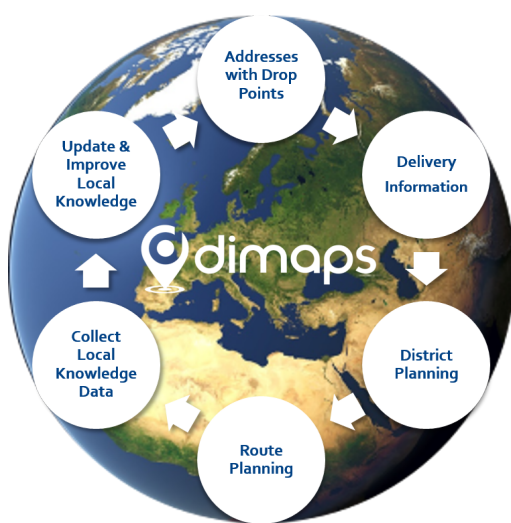 Addresses
with Drop
Points
Delivery
Information
District
Planning
Route
Planning
Collect
Local
Knowledge
Data
Update &
Improve
Local
Knowledge
dimaps